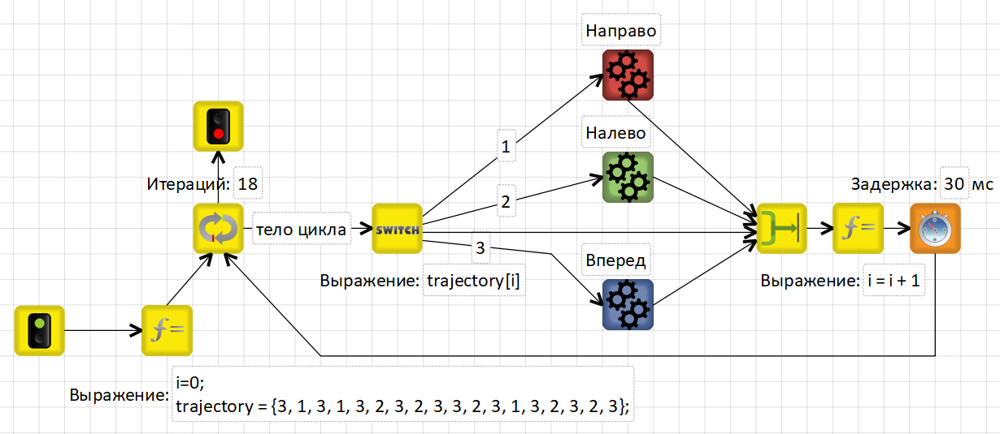 Направо
Налево
1
2
Итераций: 18
Задержка: 30 мс
тело цикла
SWITCH
3
Вперед
Выражение: trajectory[i]
Выражение: i = i + 1
Выражение: i=0;
trajectory = {3, 1, 3, 1, 3, 2, 3, 2, 3, 3, 2, 3, 1, 3, 2, 3, 2, 3};